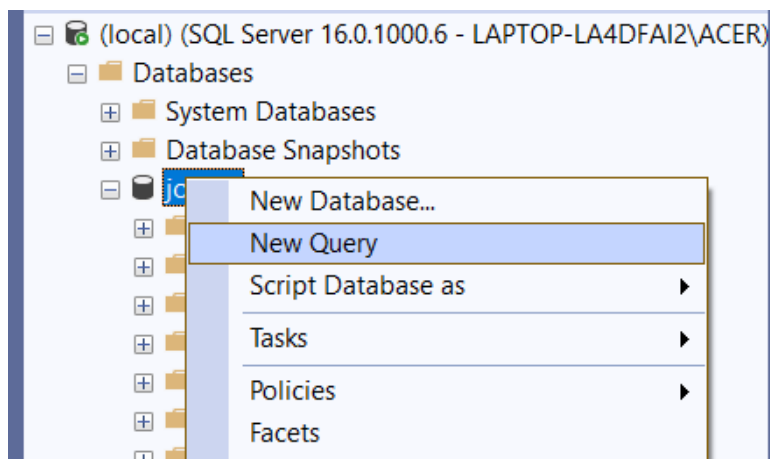 (local) (SQL Server 16.0.1000.6 - LAPTOP-LA4DFAI2\ACER)
Databases
System Databases
Database Snapshots
New Database...
New Query
Script Database as
Tasks
Policies
Facets